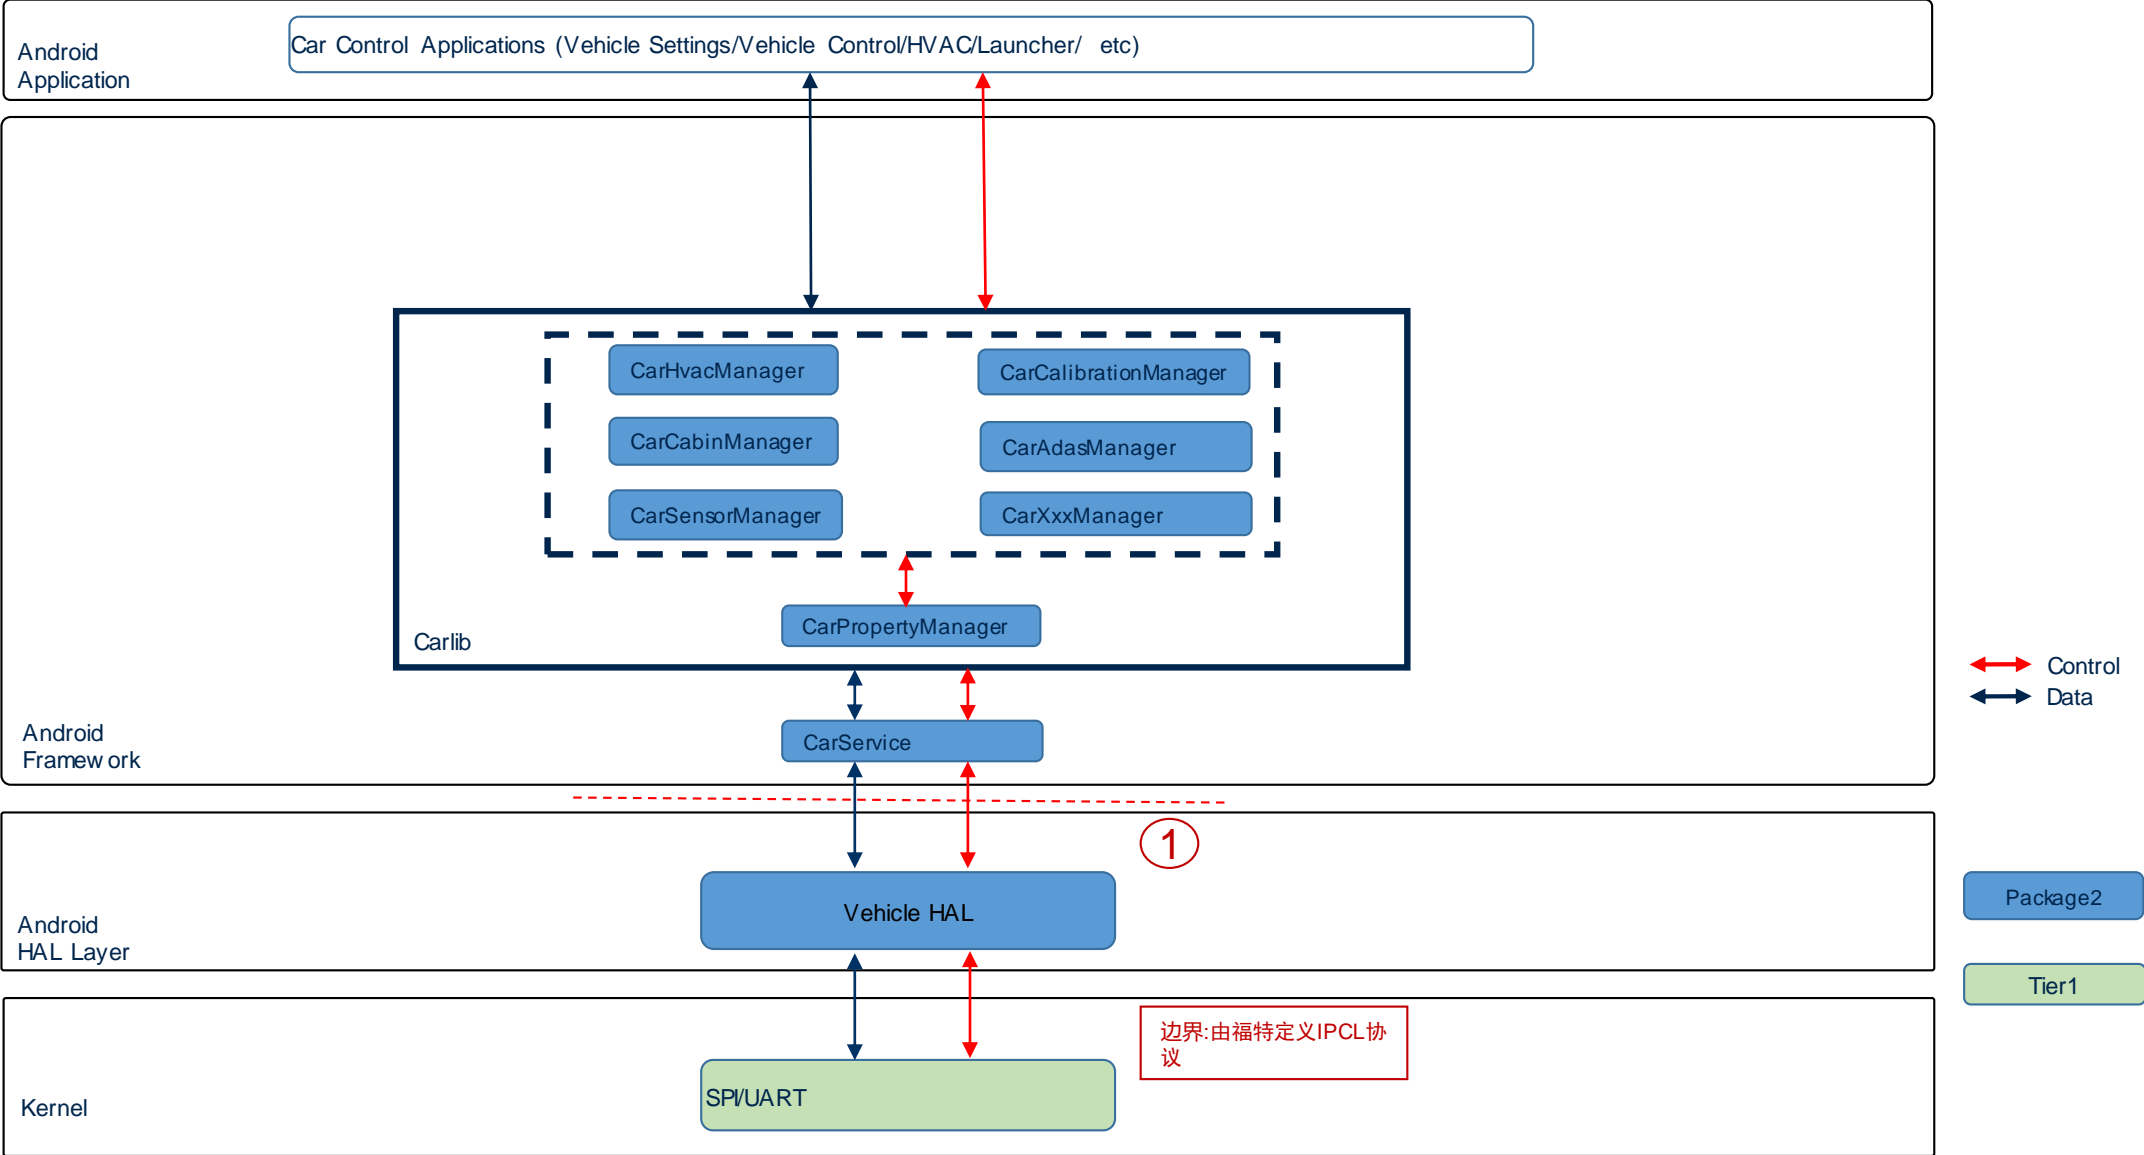 Car Control Applications (Vehicle Settings/Vehicle Control/HVAC/Launcher/ etc)
Android
Application
CarHvacManager
CarCalibrationManager
CarCabinManager
CarAdasManager
CarSensorManager
CarXxxManager
CarPropertyManager
Carlib
Control
Data
CarService
Android
Framework
1
Package2
Vehicle HAL
Android
HAL Layer
Tier1
边界:由福特定义IPCL协
议
SPI/UART
Kernel